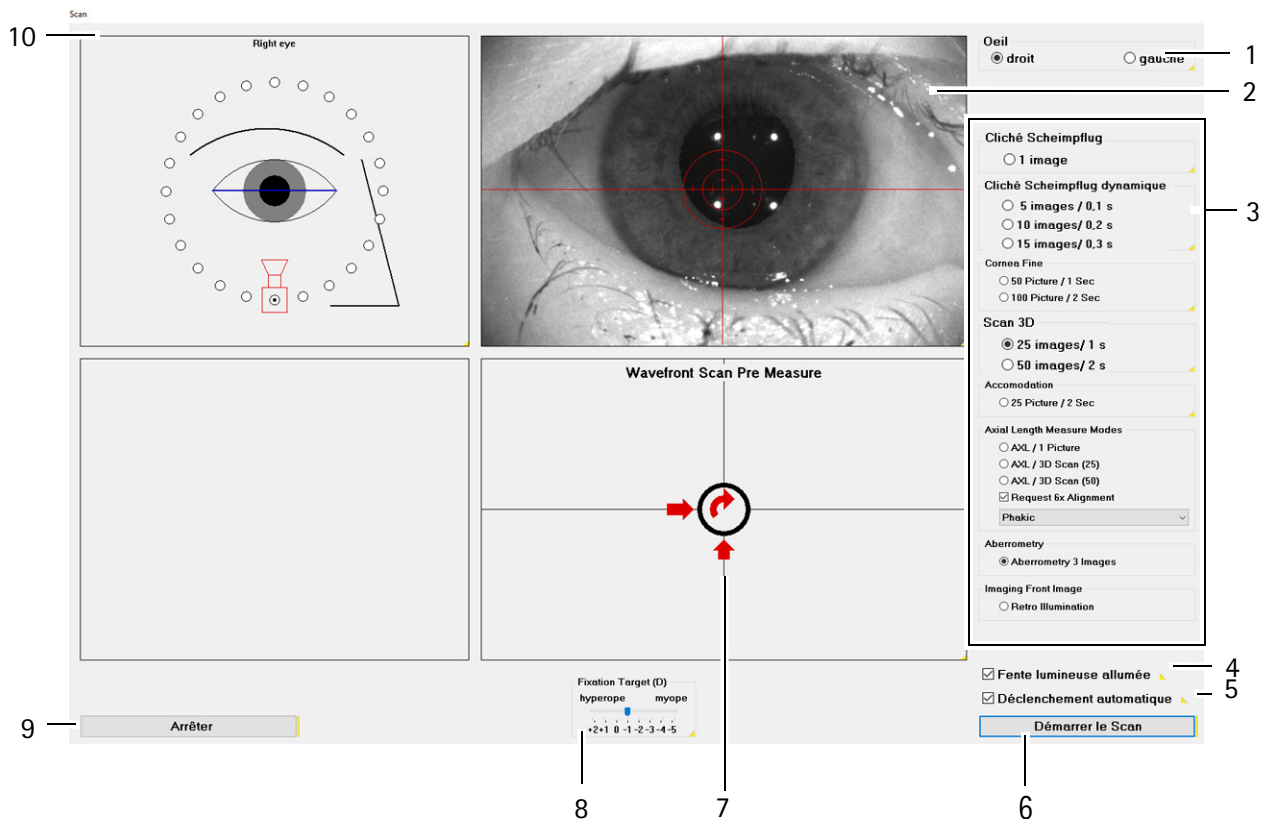 Scan
10
Right eye
Oeil
droit
gauche
1
2
Cliché Scheimpflug
1 image
Cliché Scheimpflug dynamique
5 images/ 0,1 s
10 images/ 0,2 s
15 images/ 0,3 s
3
Cornea Fine
50 Picture / 1 Sec
100 Picture / 2 Sec
Scan 3D
25 images/ 1 s
50 images/ 2 s
Accomodation
25 Picture / 2 Sec
Axial Length Measure Modes
AXL / 1 Picture
AXL / 3D Scan (25)
AXL / 3D Scan (50)
Request 6x Alignment
Phakic
Aberrometry
Aberrometry 3 Images
Imaging Front Image
Retro Illumination
Wavefront Scan Pre Measure
Fente lumineuse allumée
4
Déclenchement automatique
5
Fixation Target (D)
hyperope myope
+2 +1 0 -1 -2 -3 -4 -5
9
Arrêter
Démarrer le Scan
8
7
6